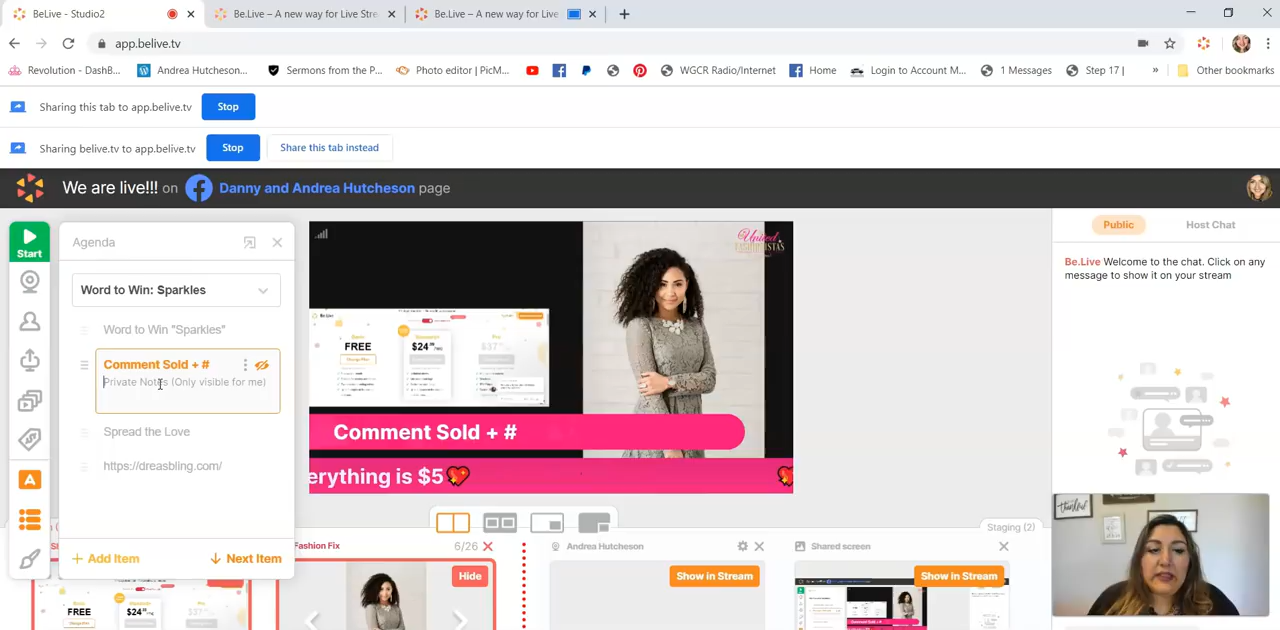 BeLive - Studio2
Be.Live – A new way for Live Stre
Be.Live – A new way for Live
app.belive.tv
Revolution - DashB...
Andrea Hutcheson...
Sermons from the P...
Photo editor | PicM...
WGCR Radio/Internet
Home
Login to Account M...
1 Messages
Step 17 |
»
Other bookmarks
Sharing this tab to app.belive.tv
Stop
Sharing belive.tv to app.belive.tv
Stop
Share this tab instead
We are live!!! on Danny and Andrea Hutcheson page
Start
Agenda
Word to Win: Sparkles
Word to Win "Sparkles"
Comment Sold + #
Private Notes (Only visible for me)
Spread the Love
https://dreasbling.com/
+ Add Item
Next Item
A
United
Be.Live
FREE
$24.99
$37
Comment Sold + #
erything is $5
Public
Host Chat
Be.Live Welcome to the chat. Click on any
message to show it on your stream
Staging (2)
Fashion Fix
6/26
Hide
Andrea Hutcheson
Show in Stream
Shared screen
Show in Stream
FREE
thankful